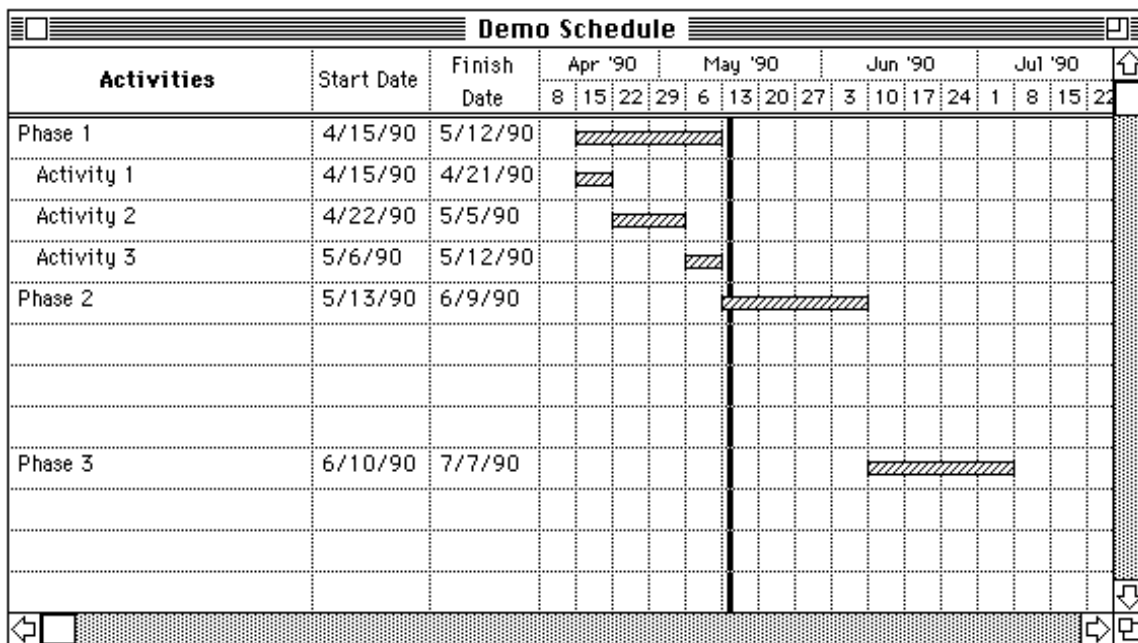 Demo Schedule
Activities Start Date Finish Date Apr '90 May '90 Jun '90 Jul '90
8 15 22 29 6 13 20 27 3 10 17 24 1 8 15 22
Phase 1 4/15/90 5/12/90
Activity 1 4/15/90 4/21/90
Activity 2 4/22/90 5/5/90
Activity 3 5/6/90 5/12/90
Phase 2 5/13/90 6/9/90
Phase 3 6/10/90 7/7/90